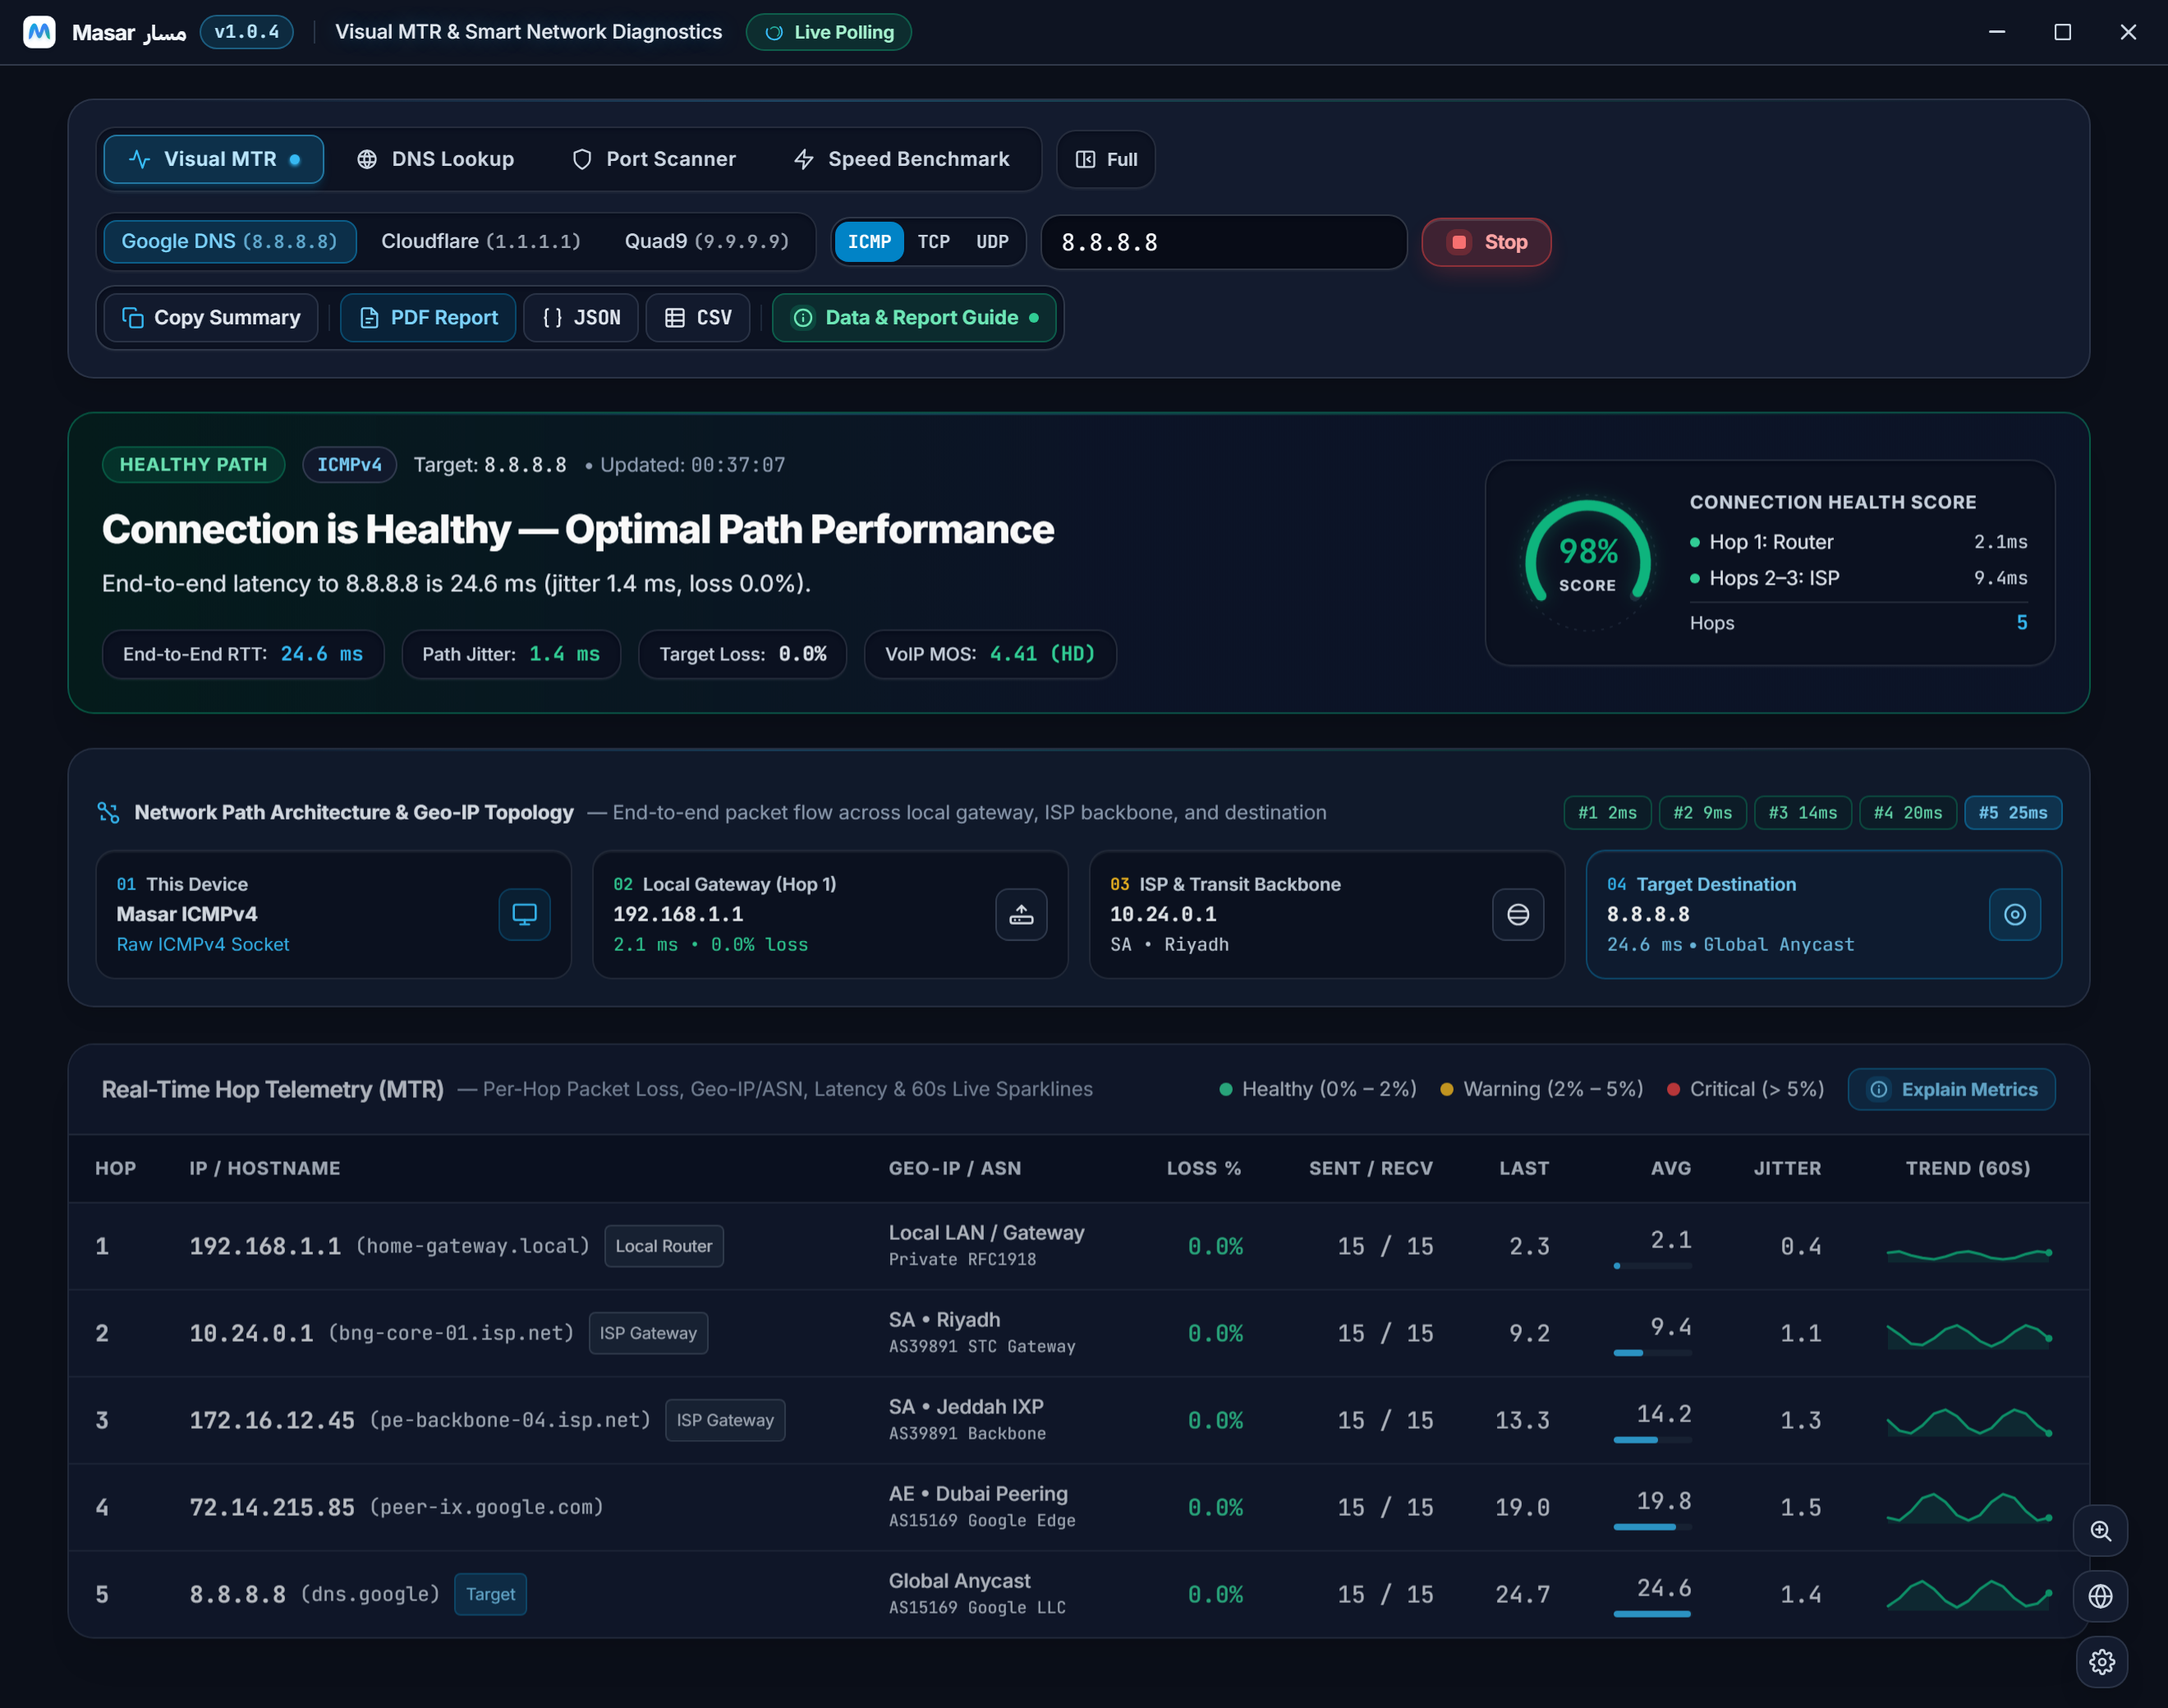 Masar مسار v1.0.4 Visual MTR & Smart Network Diagnostics Live Polling
Visual MTR DNS Lookup Port Scanner Speed Benchmark Full
Google DNS (8.8.8.8) Cloudflare (1.1.1.1) Quad9 (9.9.9.9) ICMP TCP UDP 8.8.8.8 Stop
Copy Summary PDF Report {} JSON CSV Data & Report Guide
HEALTHY PATH ICMPv4 Target: 8.8.8.8 • Updated: 00:37:07
Connection is Healthy — Optimal Path Performance
End-to-end latency to 8.8.8.8 is 24.6 ms (jitter 1.4 ms, loss 0.0%).
End-to-End RTT: 24.6 ms Path Jitter: 1.4 ms Target Loss: 0.0% VoIP MOS: 4.41 (HD)
98%
SCORE
CONNECTION HEALTH SCORE
Hop 1: Router 2.1ms
Hops 2–3: ISP 9.4ms
Hops 5
Network Path Architecture & Geo-IP Topology — End-to-end packet flow across local gateway, ISP backbone, and destination #1 2ms #2 9ms #3 14ms #4 20ms #5 25ms
01 This Device
Masar ICMPv4
Raw ICMPv4 Socket
02 Local Gateway (Hop 1)
192.168.1.1
2.1 ms • 0.0% loss
03 ISP & Transit Backbone
10.24.0.1
SA • Riyadh
04 Target Destination
8.8.8.8
24.6 ms • Global Anycast
Real-Time Hop Telemetry (MTR) — Per-Hop Packet Loss, Geo-IP/ASN, Latency & 60s Live Sparklines Healthy (0% – 2%) Warning (2% – 5%) Critical (> 5%) Explain Metrics
HOP IP / HOSTNAME GEO-IP / ASN LOSS % SENT / RECV LAST AVG JITTER TREND (60S)
1 192.168.1.1 (home-gateway.local) Local Router Local LAN / Gateway 0.0% 15 / 15 2.3 2.1 0.4
Private RFC1918
2 10.24.0.1 (bng-core-01.isp.net) ISP Gateway SA • Riyadh 0.0% 15 / 15 9.2 9.4 1.1
AS39891 STC Gateway
3 172.16.12.45 (pe-backbone-04.isp.net) ISP Gateway SA • Jeddah IXP 0.0% 15 / 15 13.3 14.2 1.3
AS39891 Backbone
4 72.14.215.85 (peer-ix.google.com) AE • Dubai Peering 0.0% 15 / 15 19.0 19.8 1.5
AS15169 Google Edge
5 8.8.8.8 (dns.google) Target Global Anycast 0.0% 15 / 15 24.7 24.6 1.4
AS15169 Google LLC